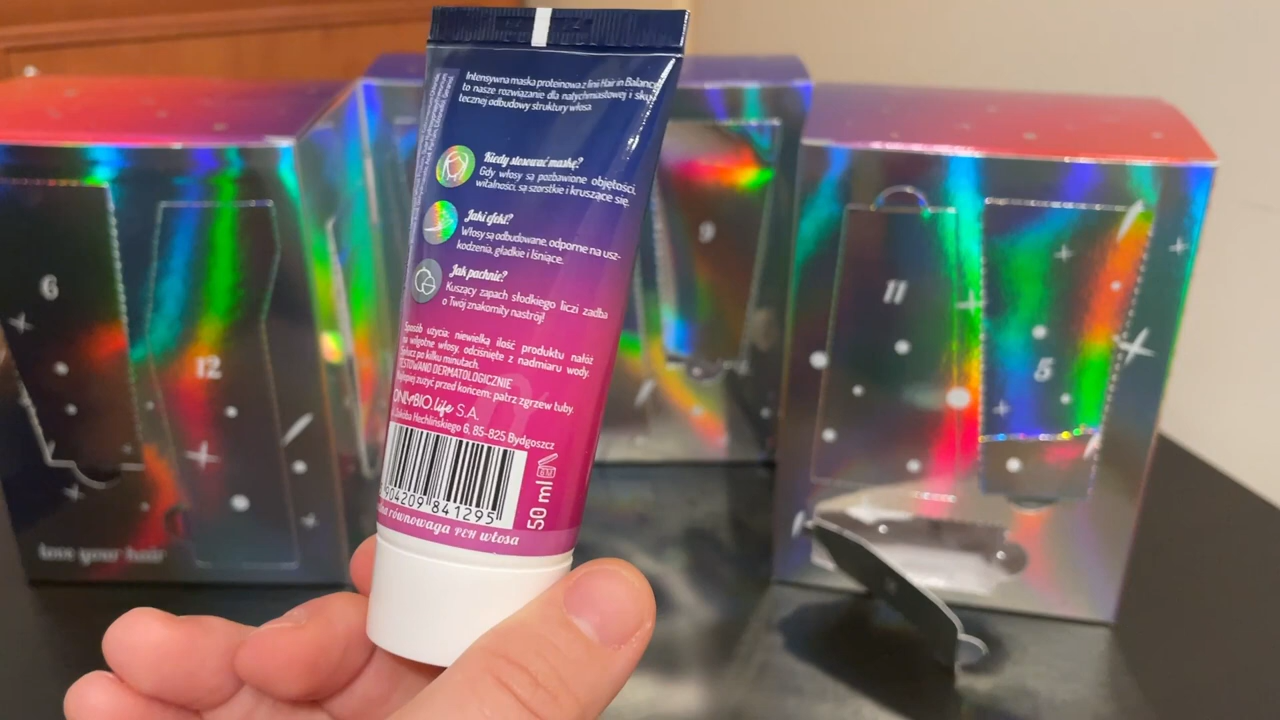 Intensywna maska proteinowa z linii Hair in Balance
to nasze rozwiązanie dla natychmiastowej i sku-
tecznej odbudowy struktury włosa.
Kiedy stosować maskę?
Gdy włosy są pozbawione objętości,
witalności, są szorstkie i kruszące się.
Jaki efekt?
Włosy są odbudowane, odporne na usz-
kodzenia, gładkie i lśniące.
Jak pachnie?
Kuszący zapach słodkiego liczi zadba
o Twój znakomity nastrój!
Sposób użycia: niewielką ilość produktu nałóż
na wilgotne włosy, odciśnięte z nadmiaru wody.
Spłucz po kilku minutach.
TESTOWANO DERMATOLOGICZNIE
Najlepiej zużyć przed końcem: patrz zgrzew tuby.
ONLYBIO.life S.A.
Jakóba Hechlińskiego 6, 85-825 Bydgoszcz
904209 841295
50 ml
równowaga PEH włosa
6
12
love your hair
9
11
5